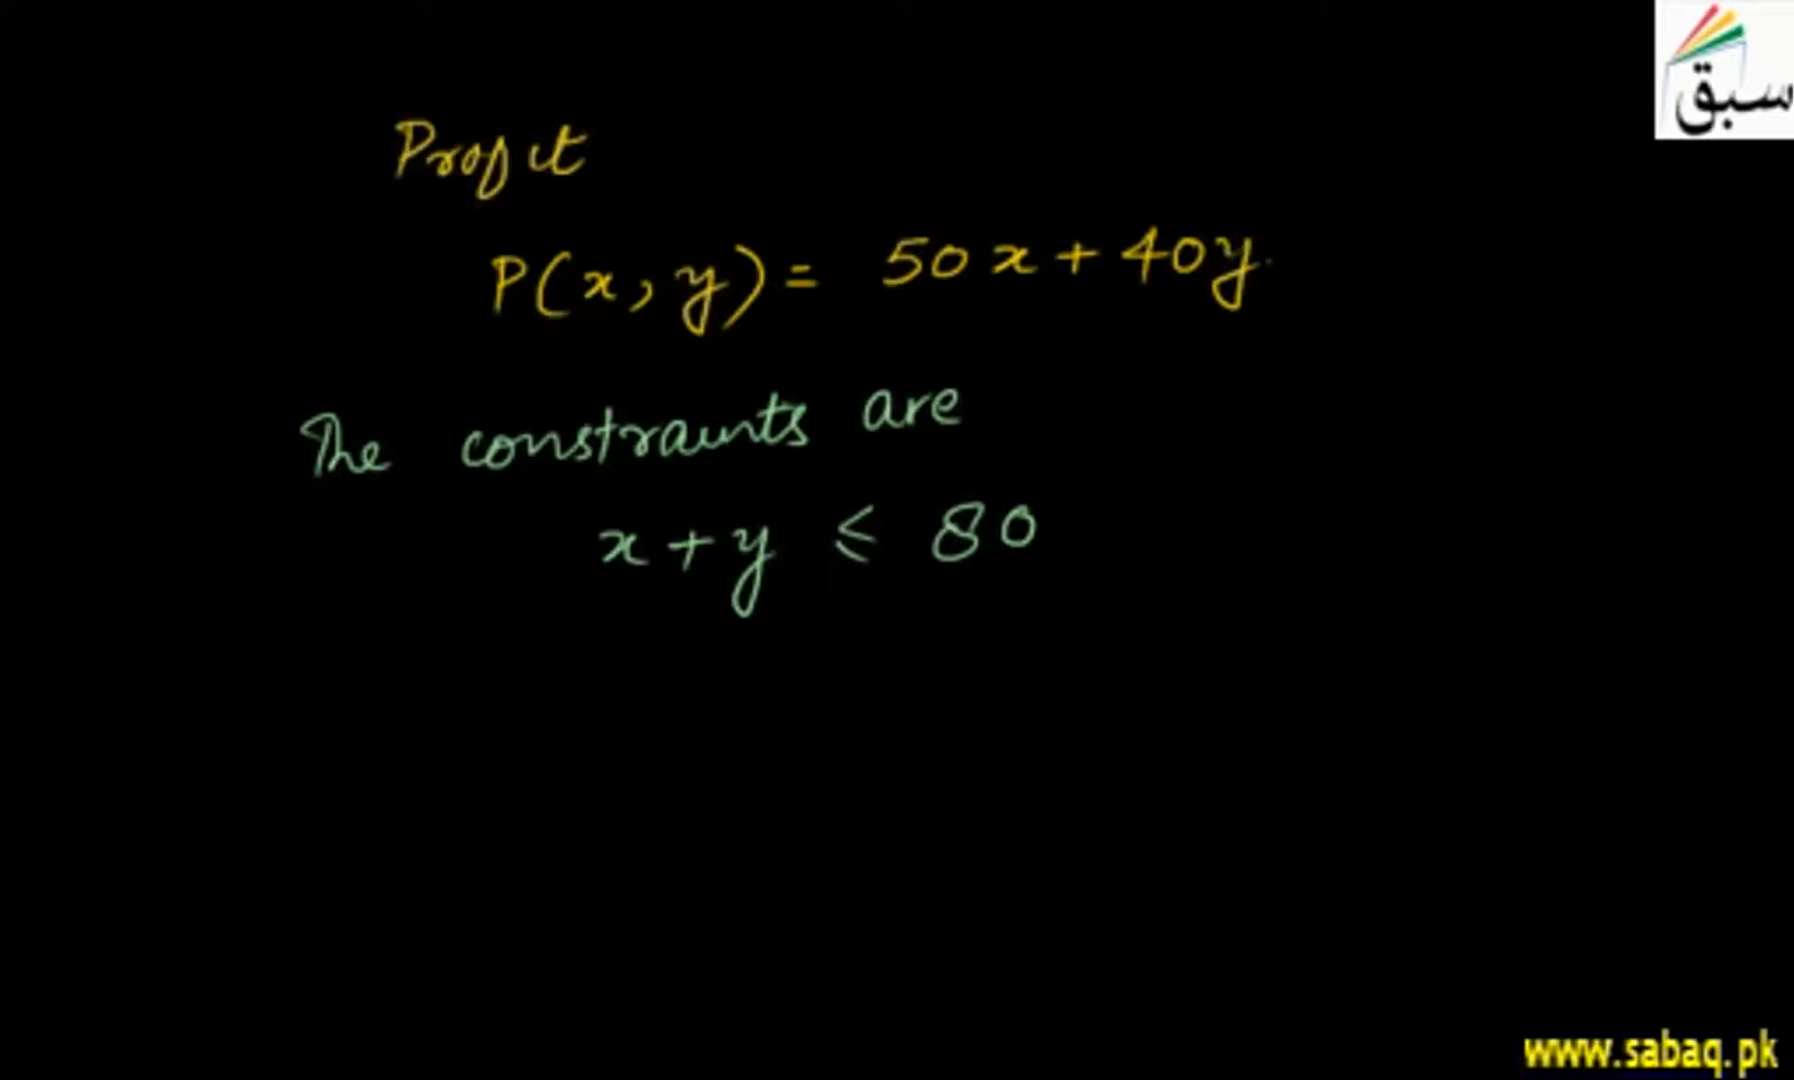 سبق
Profit
P(x, y) = 50x + 40y
The constraints are
x + y ⩽ 80
www.sabaq.pk